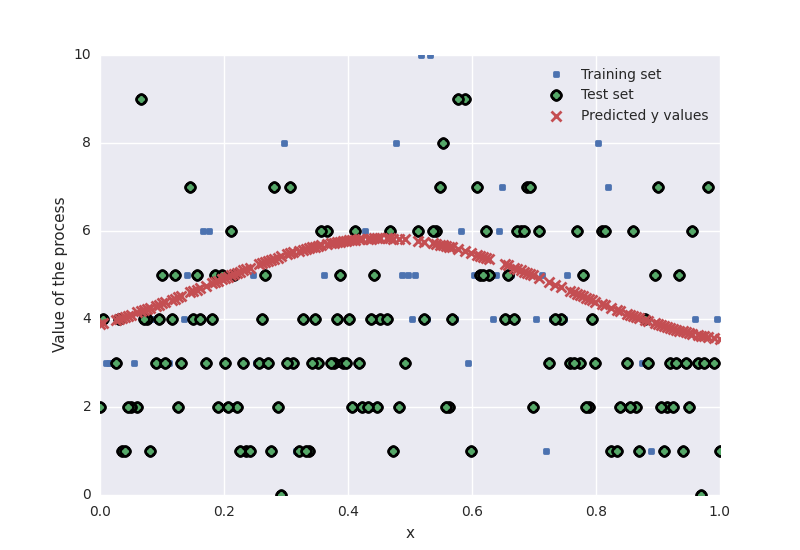 10
8
6
4
2
0
Value of the process
Training set
Test set
Predicted y values
0.0 0.2 0.4 0.6 0.8 1.0
x